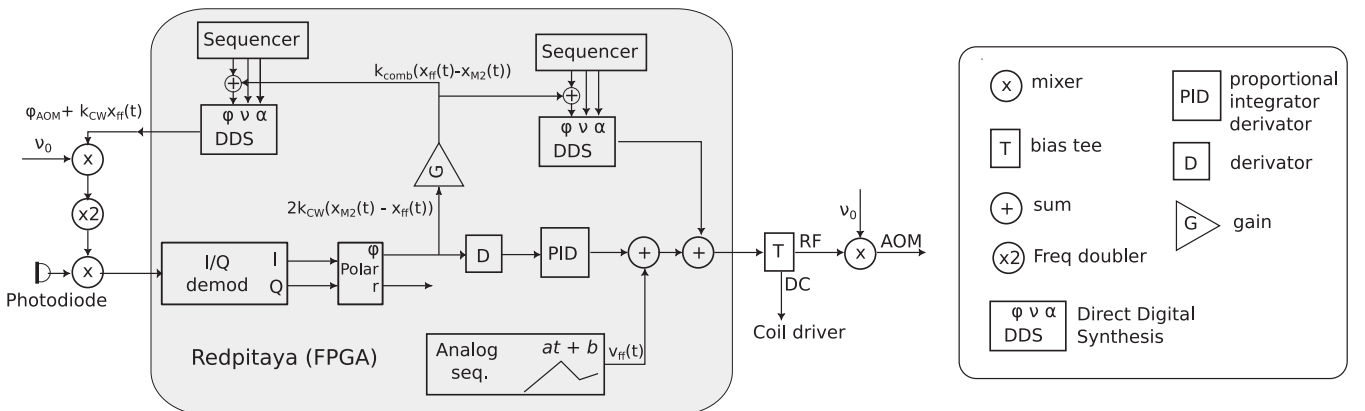 Sequencer
Sequencer
k_comb(x_ff(t)-x_M2(t))
φ_AOM+ k_CW x_ff(t)
φ ν α
DDS
φ ν α
DDS
ν_0
x
G
x2
2k_CW(x_M2(t) - x_ff(t))
ν_0
x
Photodiode
I/Q
demod
I
Q
φ
Polar
r
D
PID
+
+
T
RF
DC
x
AOM
Coil driver
Redpitaya (FPGA)
Analog
seq.
at + b
v_ff(t)
x
mixer
T
bias tee
+
sum
x2
Freq doubler
φ ν α
DDS
Direct Digital
Synthesis
PID
proportional
integrator
derivator
D
derivator
G
gain